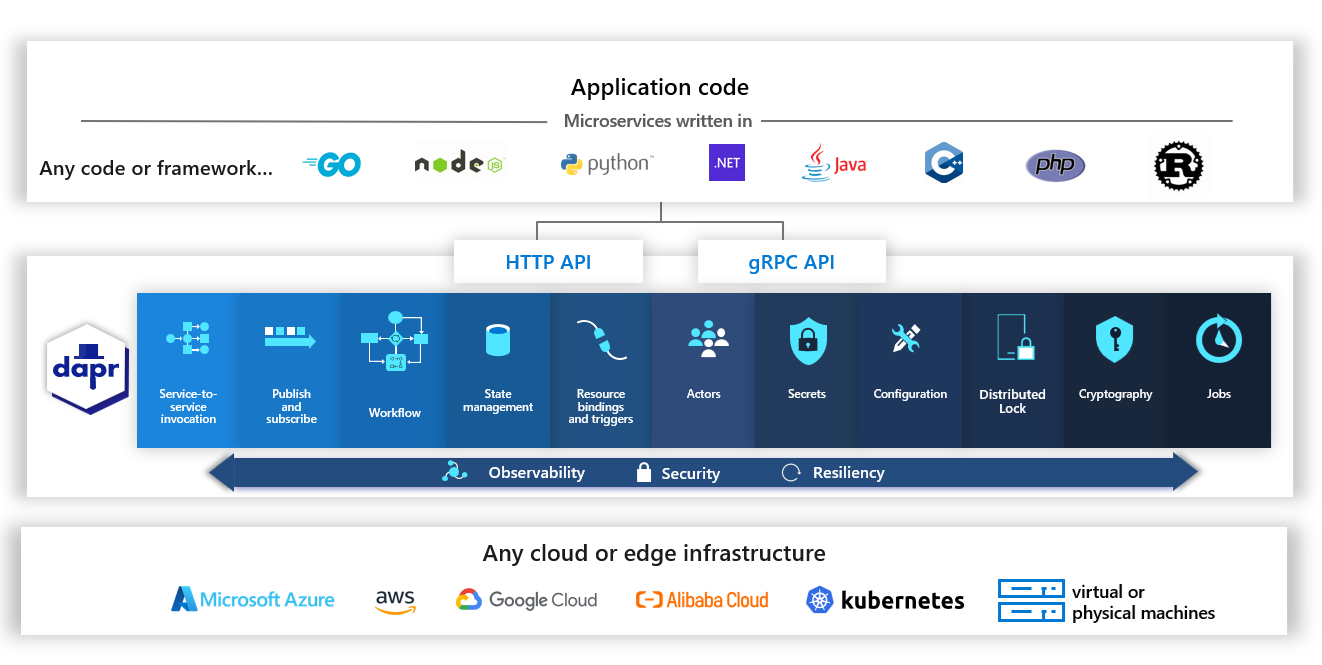 Application code
Microservices written in
Any code or framework...
GO
node
JS
python™
.NET
Java
C++
php
R
HTTP API
gRPC API
dapr
Service-to-
service
invocation
Publish
and
subscribe
Workflow
State
management
Resource
bindings
and triggers
Actors
Secrets
Configuration
Distributed
Lock
Cryptography
Jobs
Observability
Security
Resiliency
Any cloud or edge infrastructure
Microsoft Azure
aws
Google Cloud
Alibaba Cloud
kubernetes
virtual or
physical machines